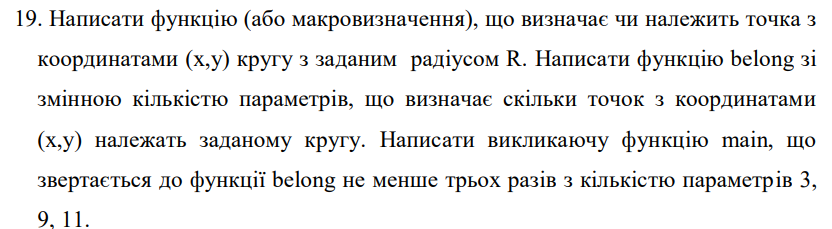 19. Написати функцію (або макровизначення), що визначає чи належить точка з
координатами (x,y) кругу з заданим радіусом R. Написати функцію belong зі
змінною кількістю параметрів, що визначає скільки точок з координатами
(x,y) належать заданому кругу. Написати викликаючу функцію main, що
звертається до функції belong не менше трьох разів з кількістю параметрів 3,
9, 11.